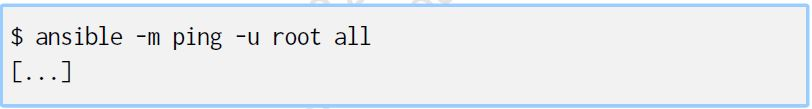 $ ansible -m ping -u root all
[...]